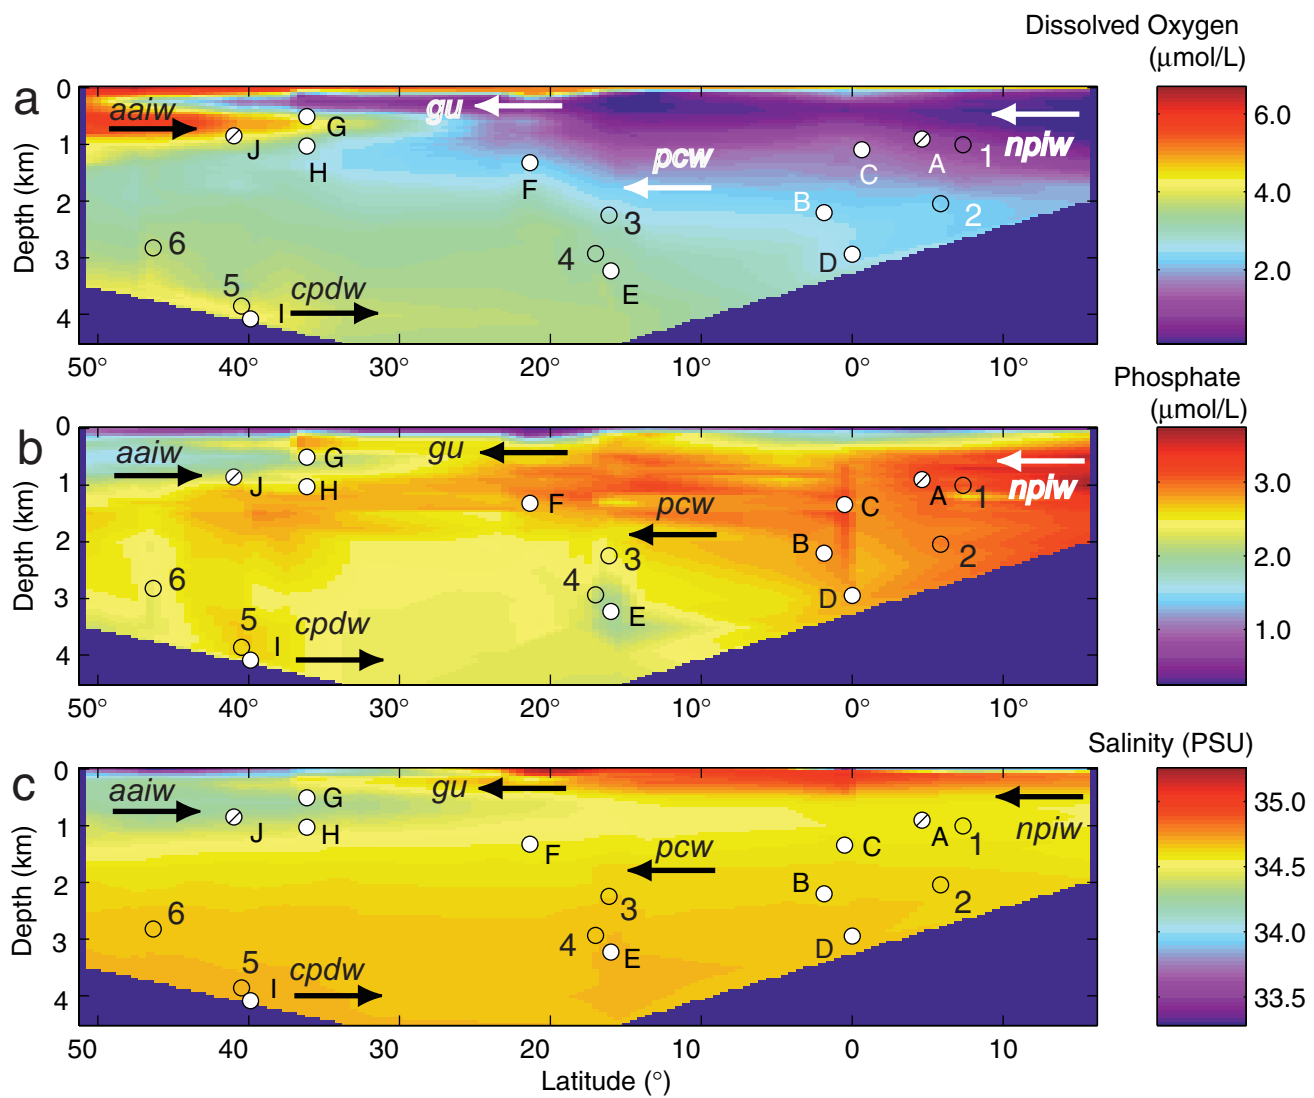 Dissolved Oxygen
(μmol/L)
a
0
1
2
3
4
Depth (km)
aaiw
gu
npiw
pcw
cpdw
G
J
H
F
C
A
1
B
2
3
4
E
D
6
5
I
6.0
4.0
2.0
50°
40°
30°
20°
10°
0°
10°
Phosphate
(μmol/L)
b
0
1
2
3
4
Depth (km)
aaiw
gu
npiw
pcw
cpdw
G
J
H
F
C
A
1
B
2
3
4
E
D
6
5
I
3.0
2.0
1.0
50°
40°
30°
20°
10°
0°
10°
Salinity (PSU)
c
0
1
2
3
4
Depth (km)
aaiw
gu
npiw
pcw
cpdw
G
J
H
F
C
A
1
B
2
3
4
E
D
6
5
I
35.0
34.5
34.0
33.5
50
40
30
20
10
0
10
Latitude (°)